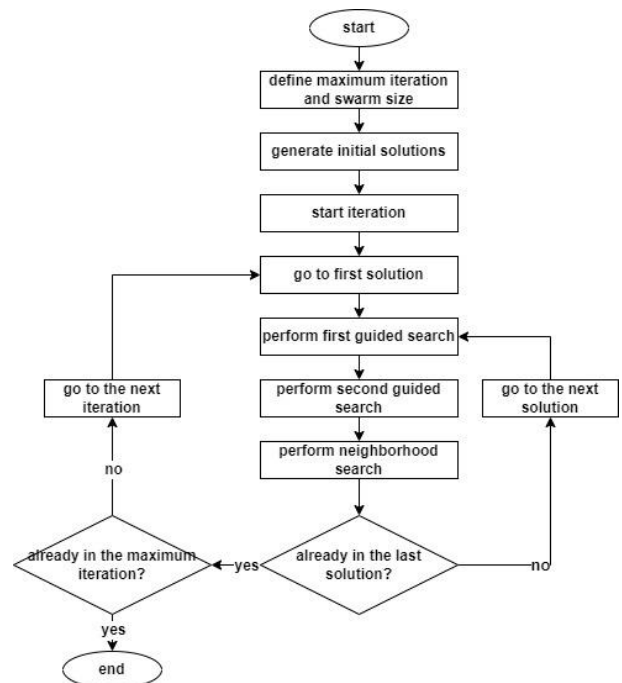 start
define maximum iteration
and swarm size
generate initial solutions
start iteration
go to first solution
perform first guided search
go to the next
iteration
perform second guided
search
go to the next
solution
perform neighborhood
search
no
already in the maximum
iteration?
yes
already in the last
solution?
no
yes
end